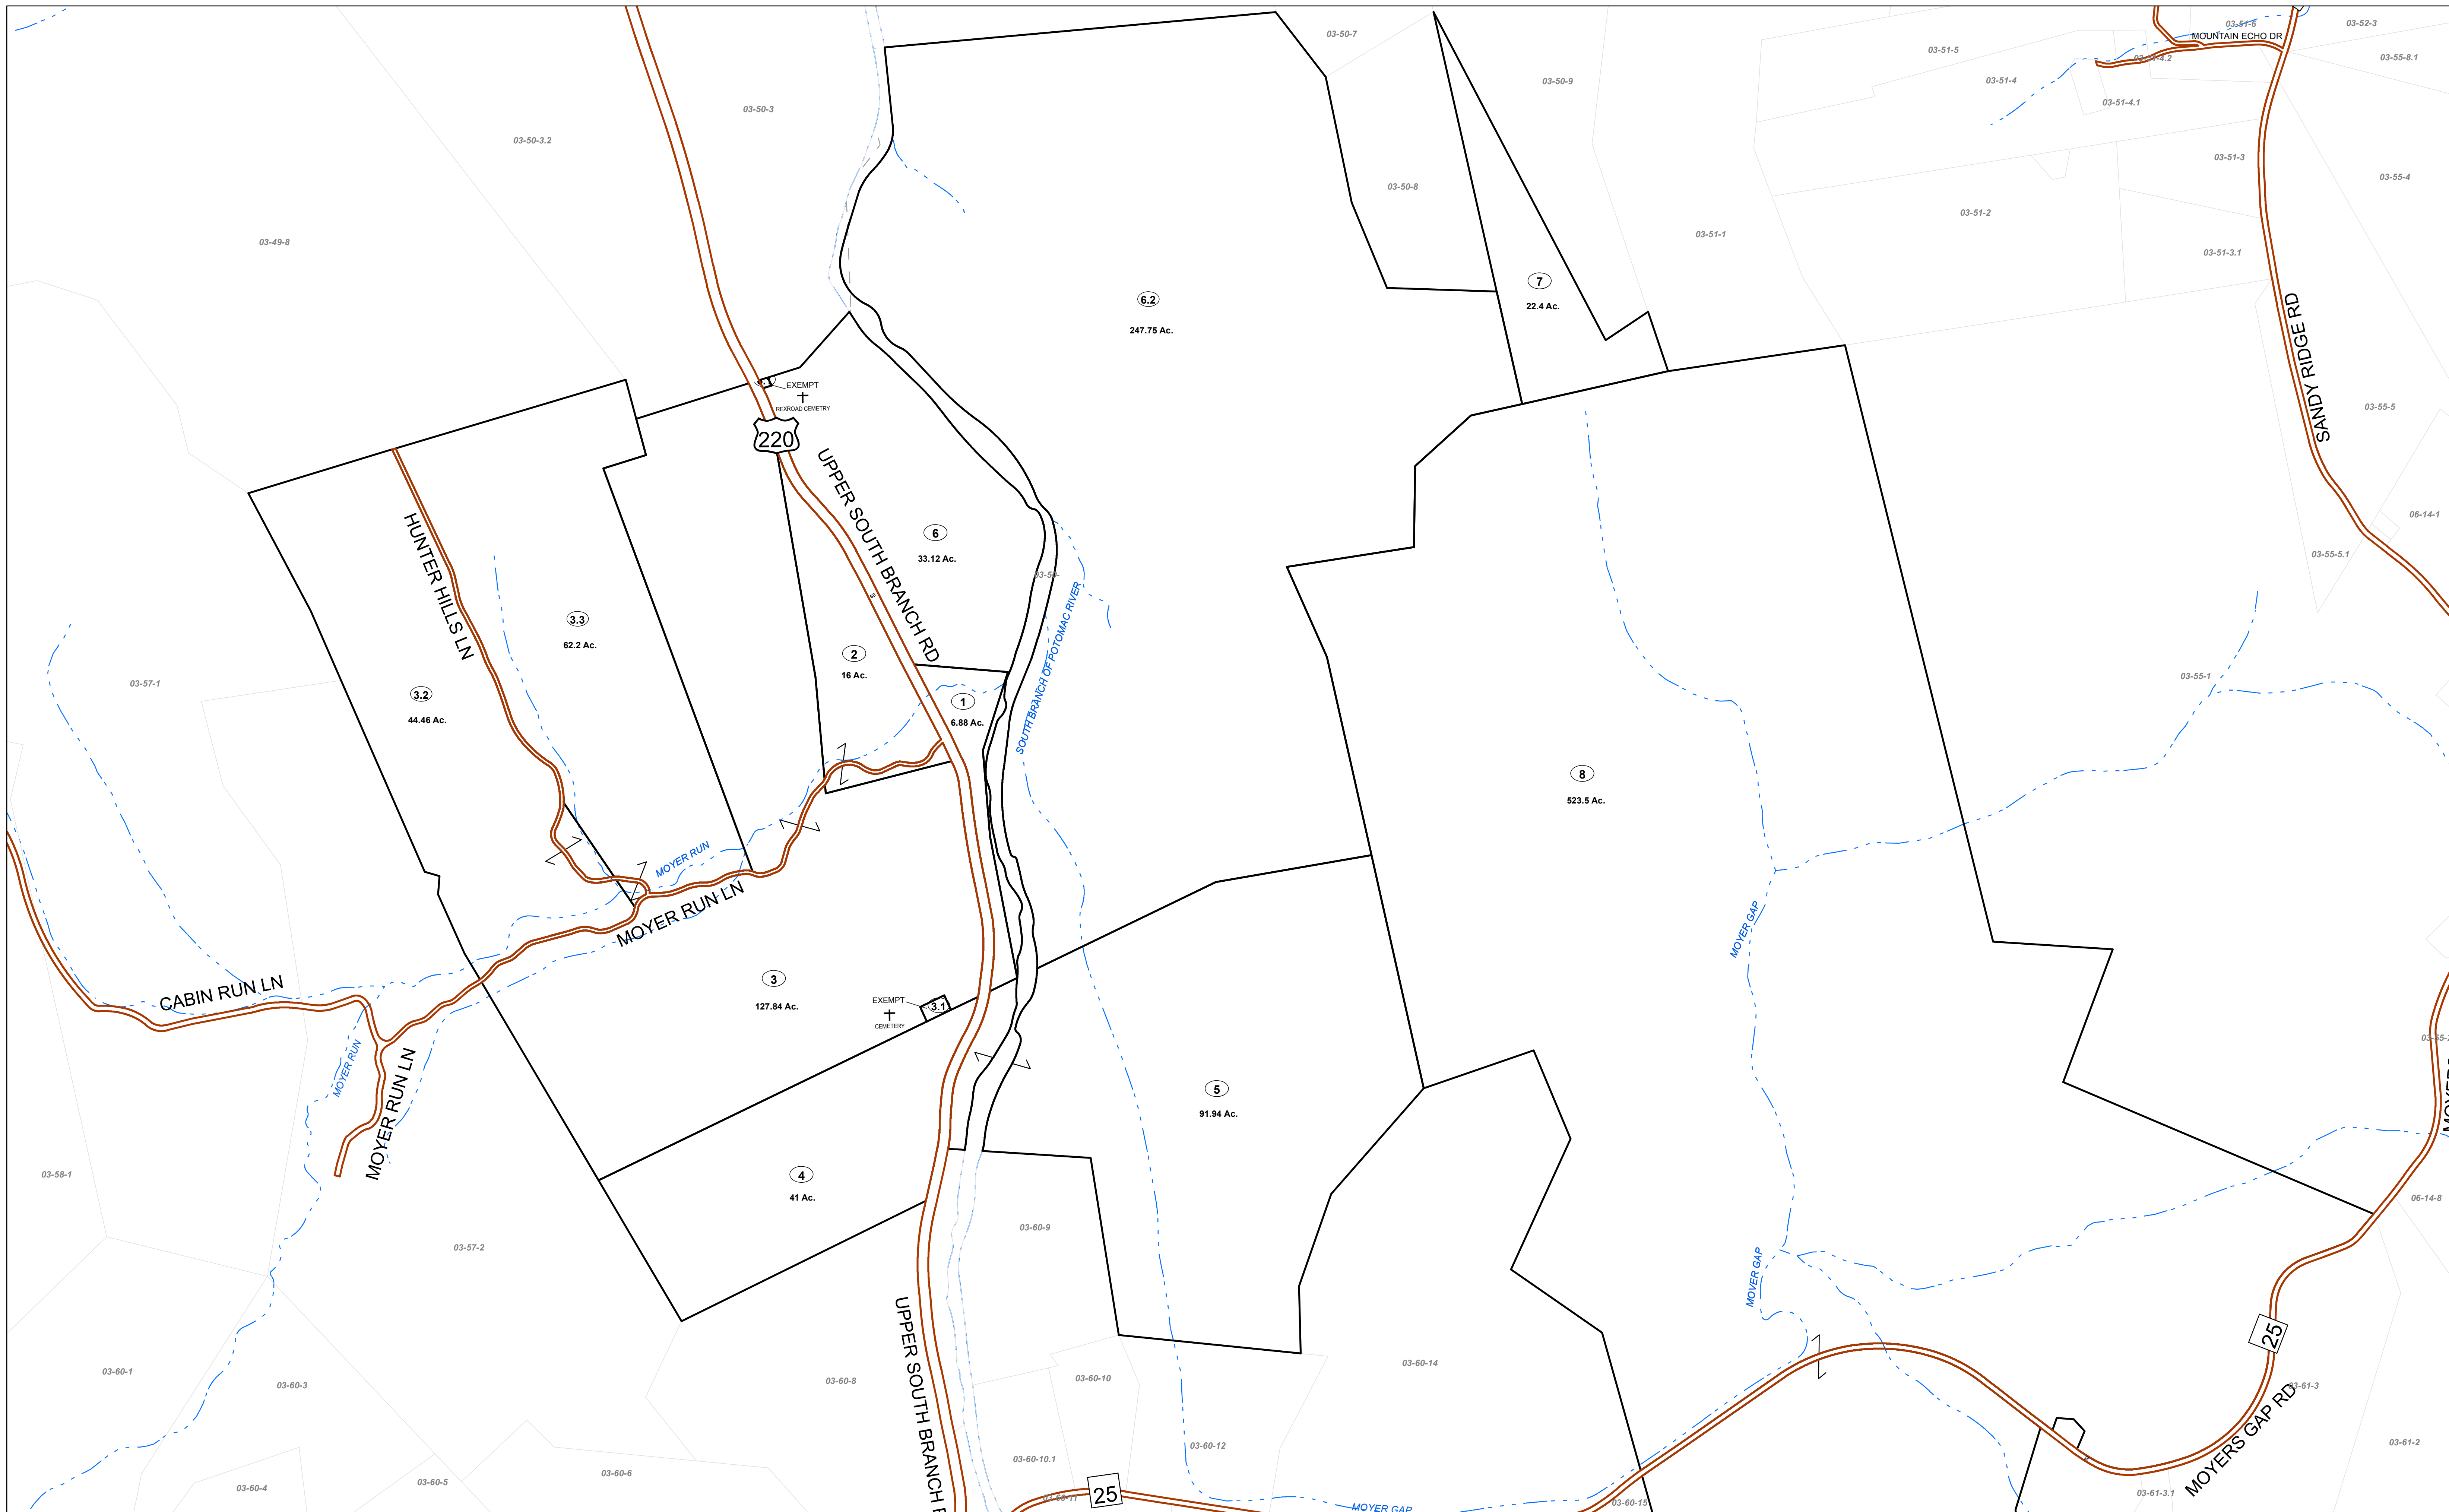 03-51-6
03-52-3
03-50-7
MOUNTAIN ECHO DR
03-51-5
03-55-8.1
03-51-4
03-50-9
03-51-4.1
03-50-3
03-50-3.2
03-51-3
03-55-4
03-50-8
03-51-2
03-51-1
03-49-8
03-51-3.1
7
22.4 Ac.
6.2
247.75 Ac.
SANDY RIDGE RD
EXEMPT
REXROAD CEMETRY
03-55-5
220
UPPER SOUTH BRANCH RD
06-14-1
6
33.12 Ac.
03-55-5.1
HUNTER HILLS LN
03-50-
SOUTH BRANCH OF POTOMAC RIVER
3.3
62.2 Ac.
2
16 Ac.
03-57-1
03-55-1
3.2
44.46 Ac.
1
6.88 Ac.
8
523.5 Ac.
MOYER RUN
MOYER RUN LN
MOYER GAP
3
127.84 Ac.
CABIN RUN LN
EXEMPT
3.1
CEMETERY
MOYER RUN
MOYER RUN LN
5
91.94 Ac.
4
41 Ac.
03-58-1
06-14-8
03-60-9
03-57-2
MOVER GAP
25
UPPER SOUTH BRANCH R
03-60-14
03-60-1
03-60-3
03-60-8
03-60-10
03-61-3
MOYERS GAP RD
03-60-12
03-61-2
03-60-10.1
03-60-6
03-60-5
03-60-4
25
03-60-15
03-61-3.1
MOYER GAP